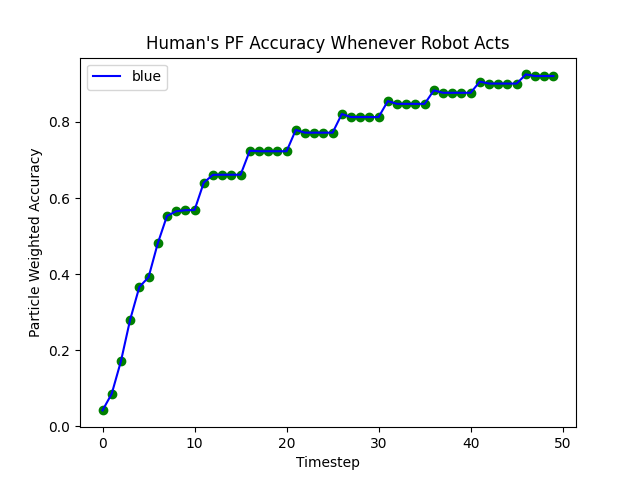 Human's PF Accuracy Whenever Robot Acts
blue
Particle Weighted Accuracy
0.8
0.6
0.4
0.2
0.0
0 10 20 30 40 50
Timestep